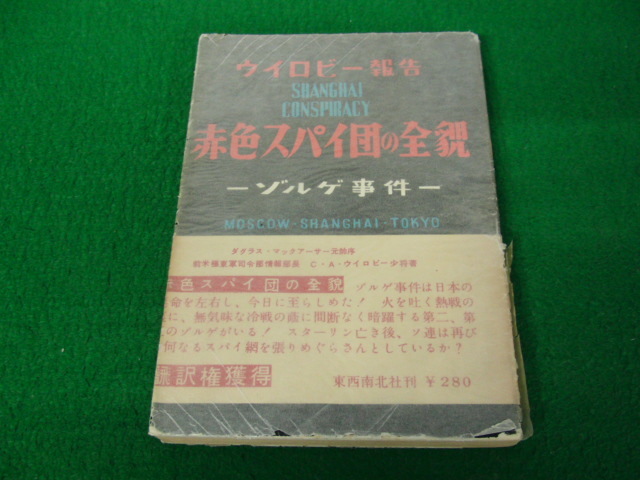 ウイロビー報告
SHANGHAI
CONSPIRACY
赤色スパイ団の全貌
―ゾルゲ事件―
MOSCOW-SHANGHAI-TOKYO
ダグラス・マックアーサー元帥序
前米極東軍司令部情報部長 C・A・ウイロビー少将著
赤色スパイ団の全貌 ゾルゲ事件は日本の
命を左右し、今日に至らしめた! 火を吐く熱戦の
に、無気味な冷戦の蔭に間断なく暗躍する第二、第
のゾルゲがいる! スターリン亡き後、ソ連は再び
何なるスパイ網を張りめぐらさんとしているか?
訳権獲得
東西南北社刊 ¥280